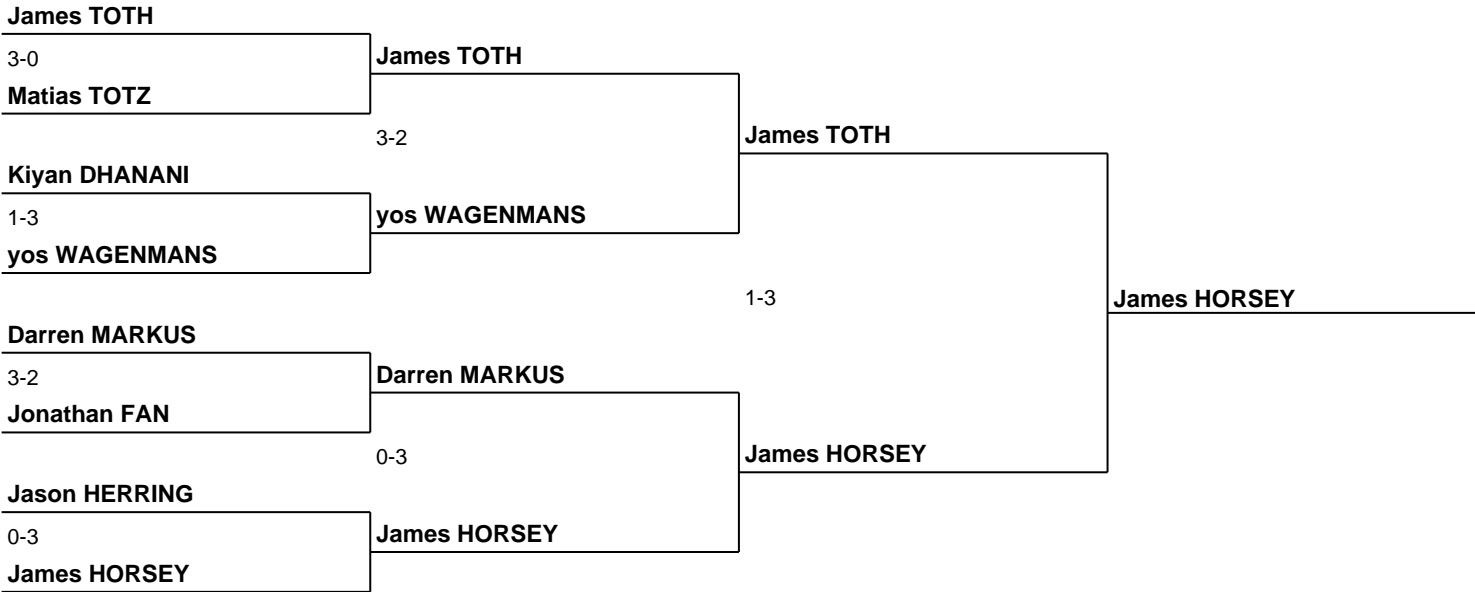 James TOTH
3-0
James TOTH
Matias TOTZ
3-2
James TOTH
Kiyan DHANANI
1-3
yos WAGENMANS
yos WAGENMANS
1-3
James HORSEY
Darren MARKUS
3-2
Darren MARKUS
Jonathan FAN
0-3
James HORSEY
Jason HERRING
0-3
James HORSEY
James HORSEY